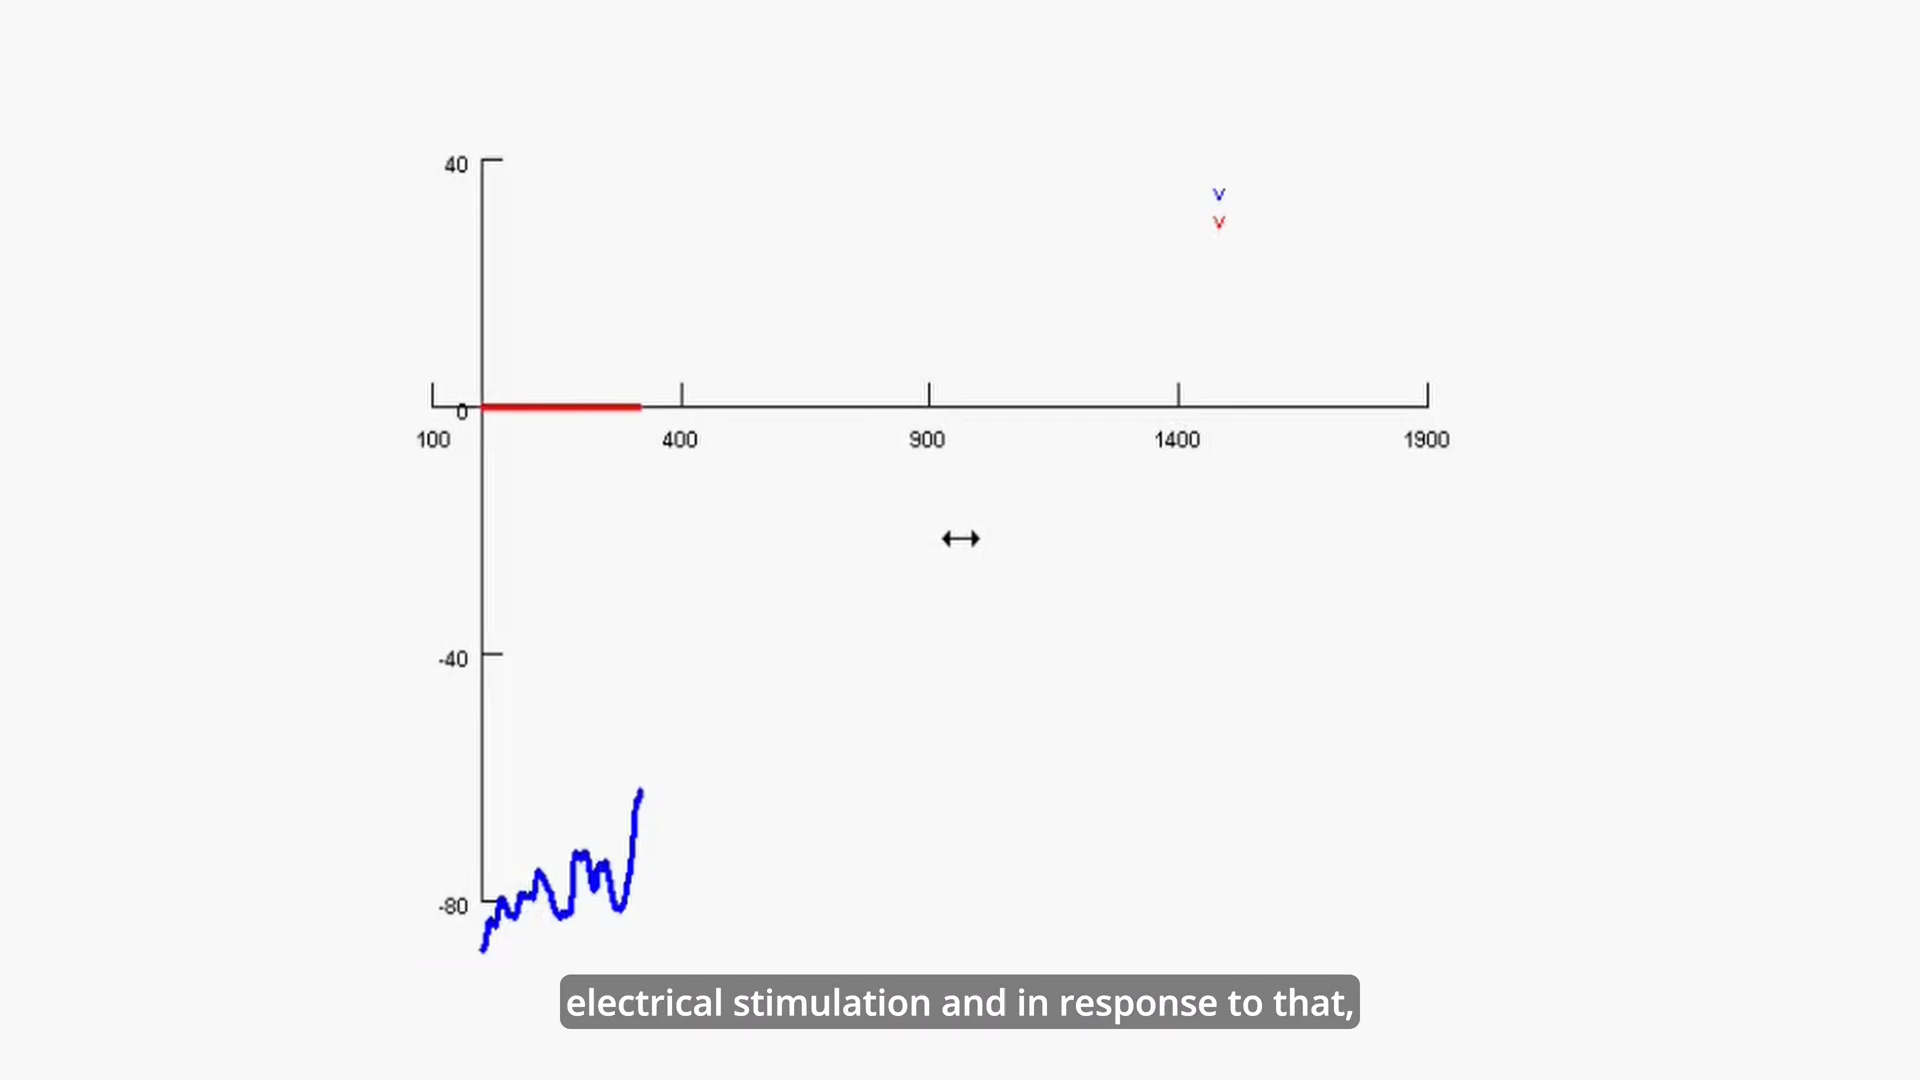 40
v
v
0
100 400 900 1400 1900
-40
-80
electrical stimulation and in response to that,